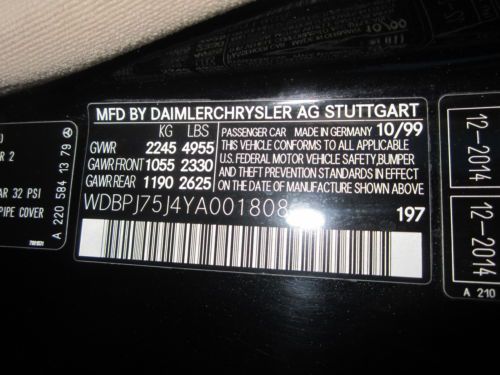 MFD BY DAIMLERCHRYSLER AG STUTTGART
KG LBS
GVWR 2245 4955
GAWR FRONT 1055 2330
GAWR REAR 1190 2625
PASSENGER CAR MADE IN GERMANY 10/99
THIS VEHICLE CONFORMS TO ALL APPLICABLE
U.S. FEDERAL MOTOR VEHICLE SAFETY, BUMPER
AND THEFT PREVENTION STANDARDS IN EFFECT
ON THE DATE OF MANUFACTURE SHOWN ABOVE
WDBPJ75J4YA001808
197
R 2
AR 32 PSI
PIPE COVER
A 220 584 13 79
12-2014
12-2014
A 210